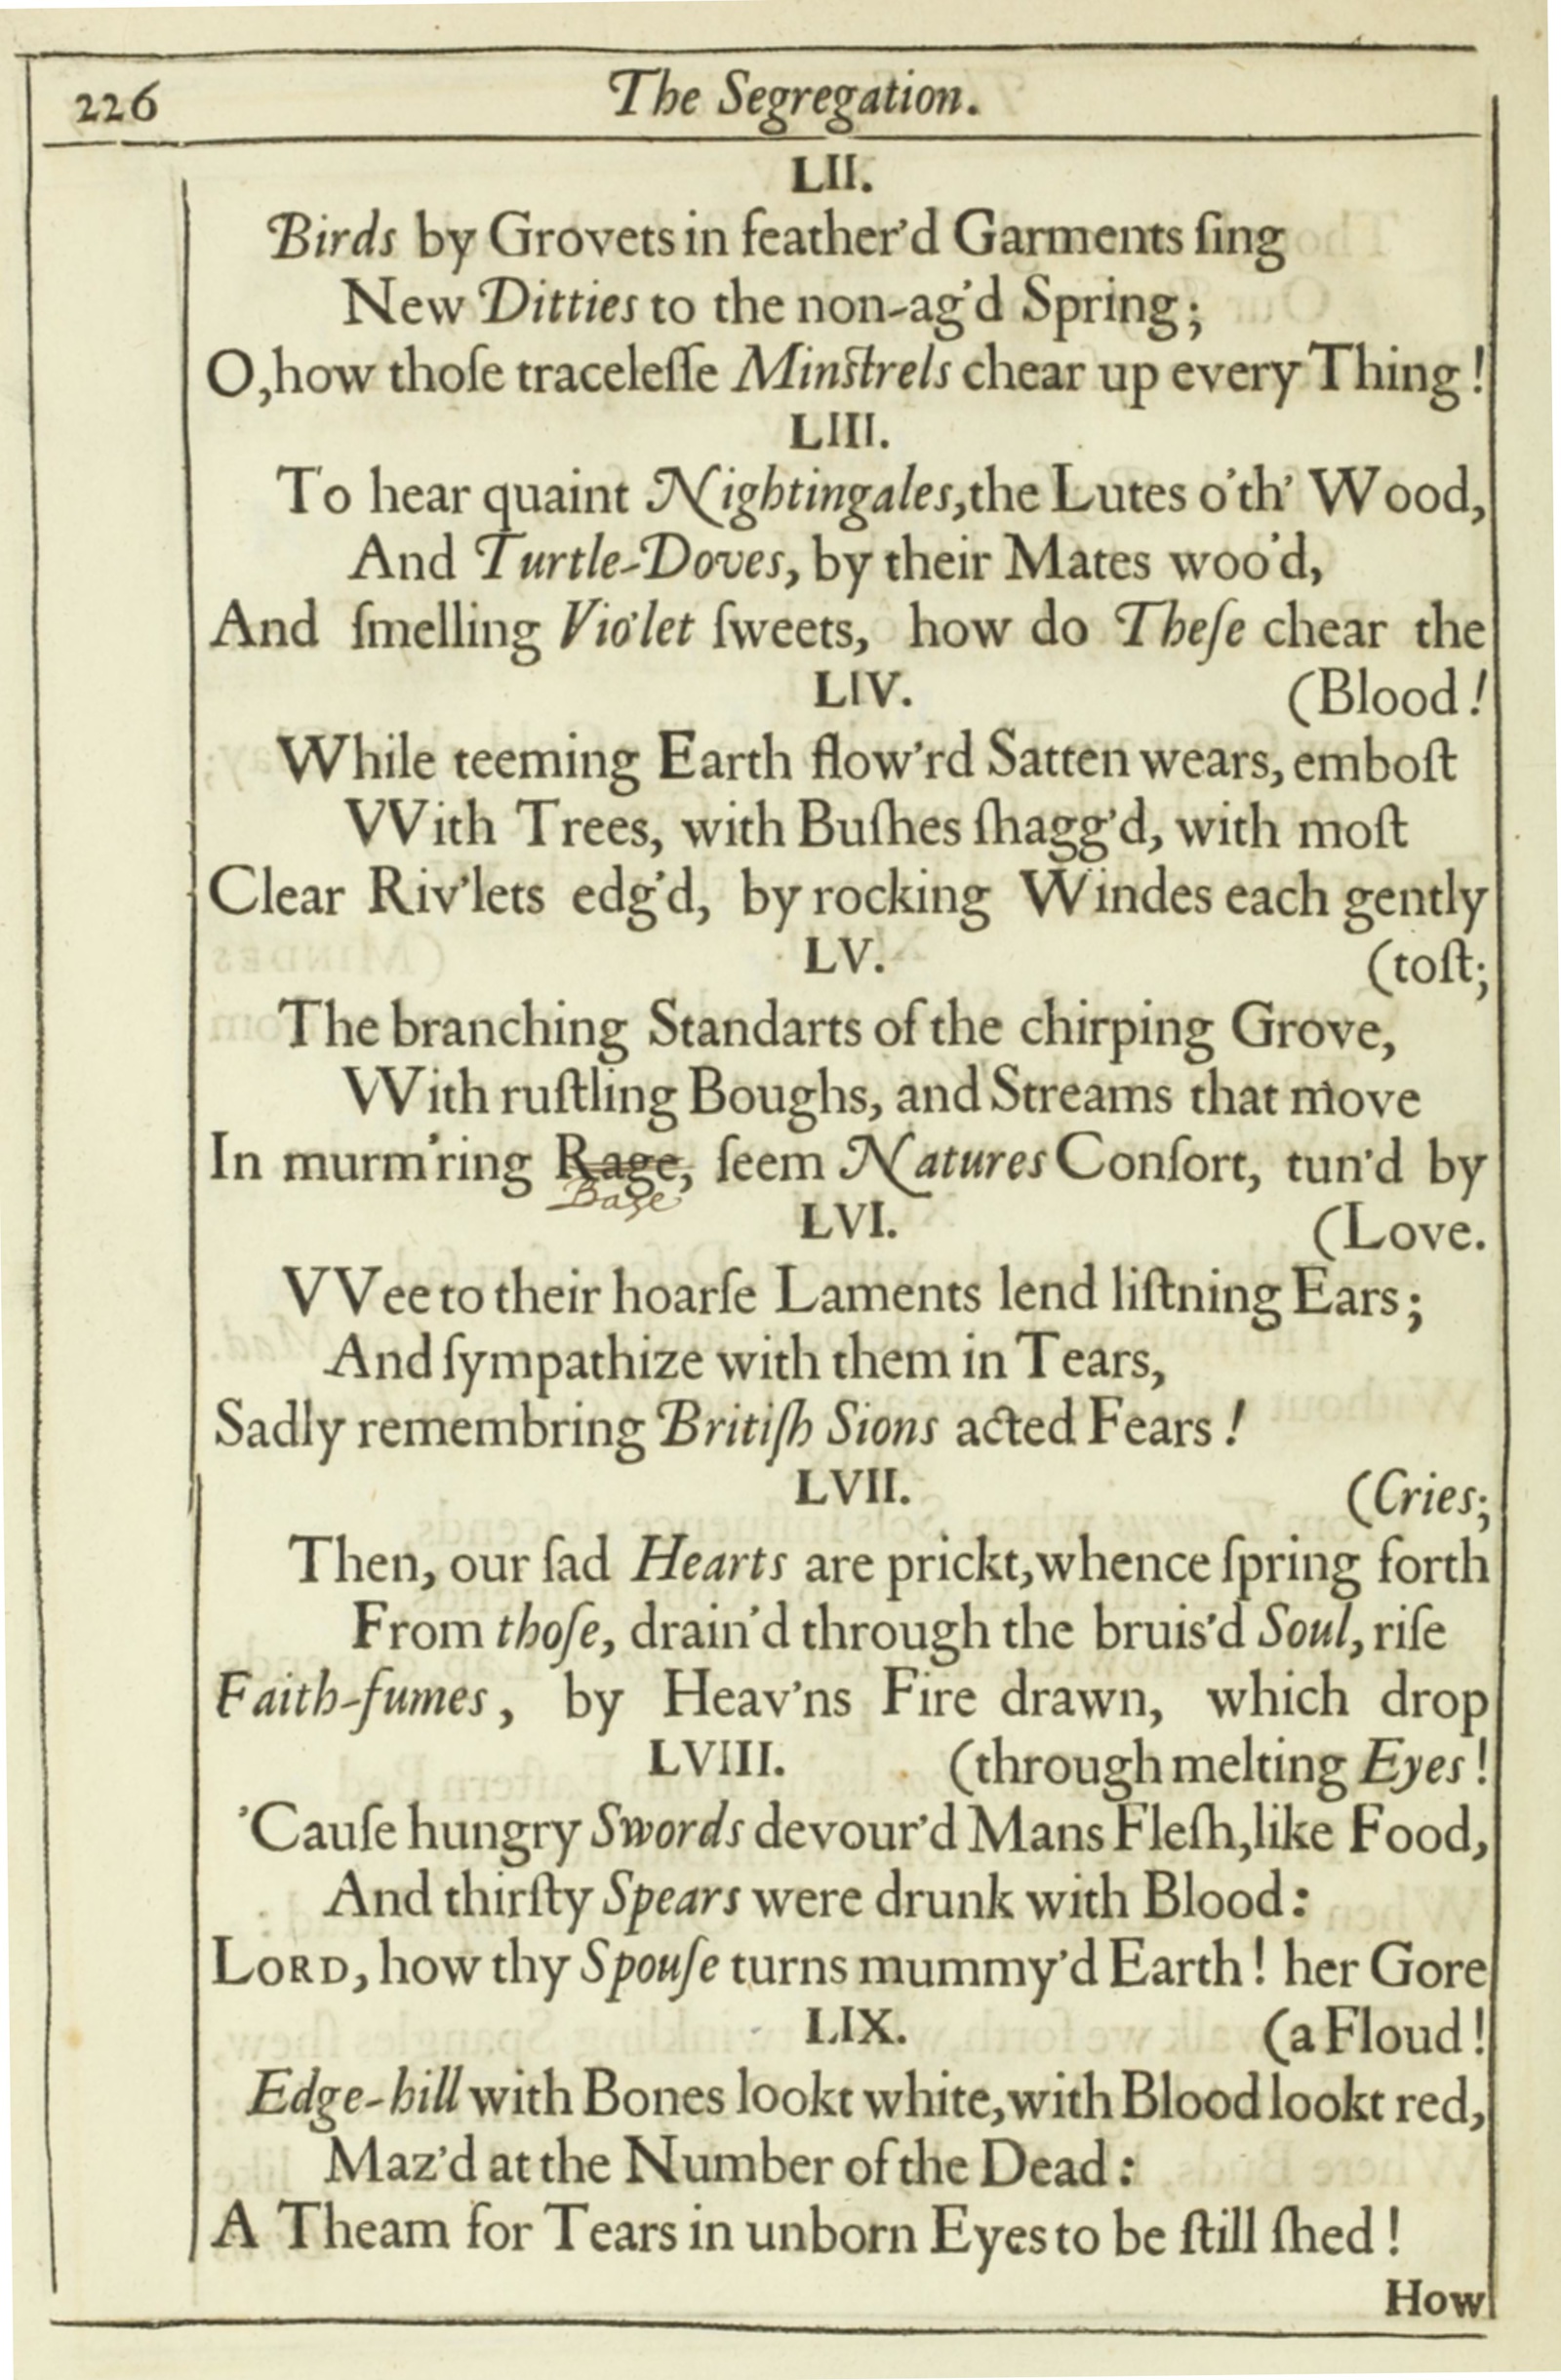 226 The Segregation.
LII.
Birds by Grovets in feather'd Garments ſing
New Ditties to the non-ag'd Spring;
O, how thoſe traceleſſe Minſtrels chear up every Thing!
LIII.
To hear quaint Nightingales, the Lutes o'th' Wood,
And Turtle-Doves, by their Mates woo'd,
And ſmelling Vio'let ſweets, how do Theſe chear the
LIV. (Blood!
While teeming Earth flow'rd Satten wears, emboſt
VVith Trees, with Buſhes ſhagg'd, with moſt
Clear Riv'lets edg'd, by rocking Windes each gently
LV. (toſt;
The branching Standarts of the chirping Grove,
VVith ruſtling Boughs, and Streams that move
In murm'ring Rage, ſeem Natures Conſort, tun'd by
Base
LVI. (Love.
VVee to their hoarſe Laments lend liſtning Ears;
And ſympathize with them in Tears,
Sadly remembring Britiſh Sions acted Fears!
LVII. (Cries;
Then, our ſad Hearts are prickt, whence ſpring forth
From thoſe, drain'd through the bruis'd Soul, riſe
Faith-fumes, by Heav'ns Fire drawn, which drop
LVIII. (through melting Eyes!
'Cauſe hungry Swords devour'd Mans Fleſh, like Food,
And thirſty Spears were drunk with Blood:
LORD, how thy Spouſe turns mummy'd Earth! her Gore
LIX. (a Floud!
Edge-hill with Bones lookt white, with Blood lookt red,
Maz'd at the Number of the Dead:
A Theam for Tears in unborn Eyes to be ſtill ſhed!
How